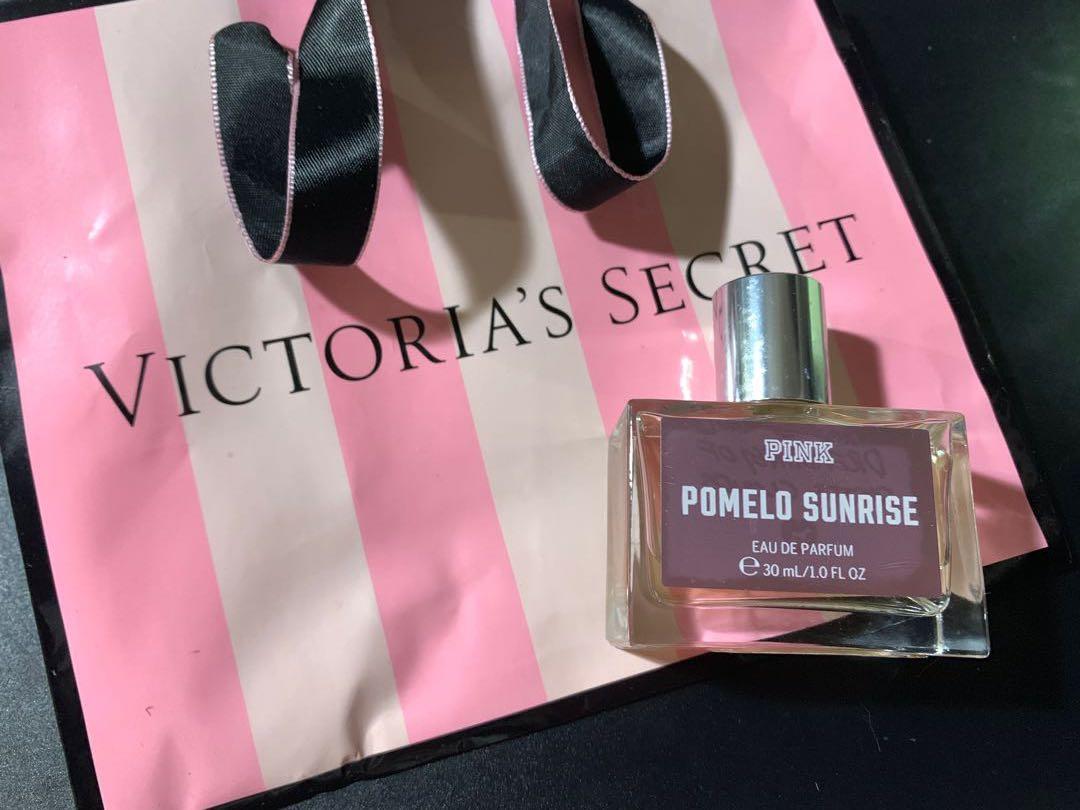 VICTORIA'S SECRET
PINK
POMELO SUNRISE
EAU DE PARFUM
℮ 30 mL/1.0 FL OZ